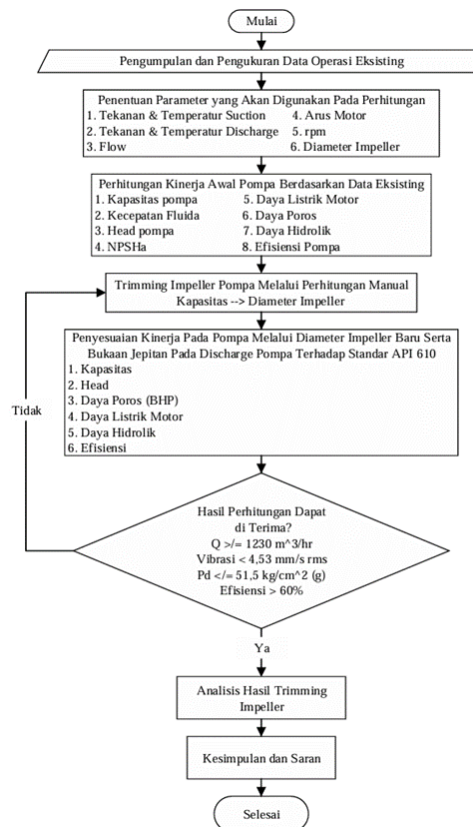 Mulai
Pengumpulan dan Pengukuran Data Operasi Eksisting
Penentuan Parameter yang Akan Digunakan Pada Perhitungan
1. Tekanan & Temperatur Suction 4. Arus Motor
2. Tekanan & Temperatur Discharge 5. rpm
3. Flow 6. Diameter Impeller
Perhitungan Kinerja Awal Pompa Berdasarkan Data Eksisting
1. Kapasitas pompa 5. Daya Listrik Motor
2. Kecepatan Fluida 6. Daya Poros
3. Head pompa 7. Daya Hidrolik
4. NPSHa 8. Efisiensi Pompa
Trimming Impeller Pompa Melalui Perhitungan Manual
Kapasitas --> Diameter Impeller
Penyesuaian Kinerja Pada Pompa Melalui Diameter Impeller Baru Serta
Bukaan Jepitan Pada Discharge Pompa Terhadap Standar API 610
1. Kapasitas
2. Head
3. Daya Poros (BHP)
4. Daya Listrik Motor
5. Daya Hidrolik
6. Efisiensi
Tidak
Hasil Perhitungan Dapat
di Terima?
Q >/= 1230 m^3/hr
Vibrasi < 4,53 mm/s rms
Pd </= 51,5 kg/cm^2 (g)
Efisiensi > 60%
Ya
Analisis Hasil Trimming
Impeller
Kesimpulan dan Saran
Selesai